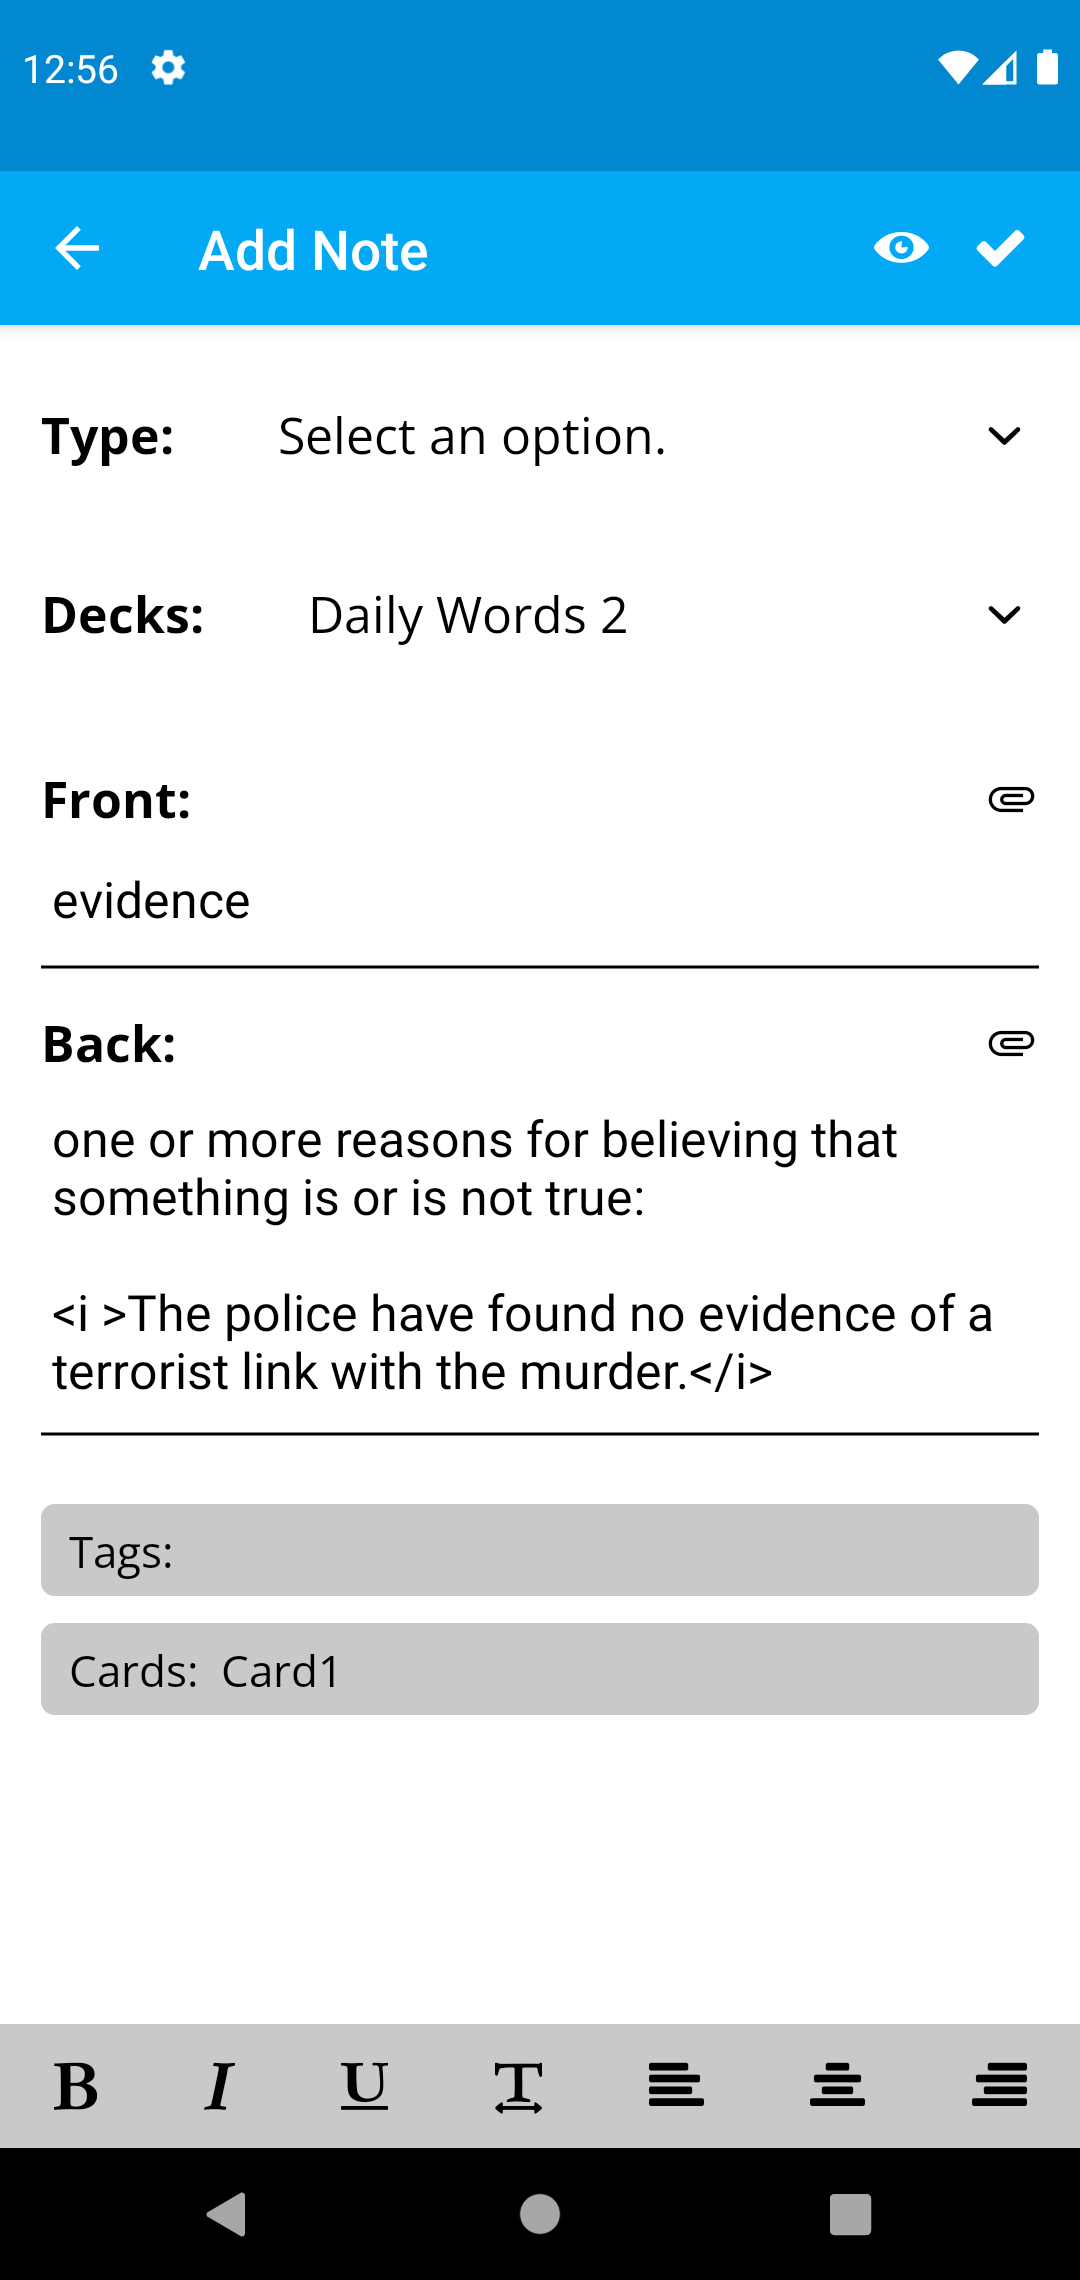 12:56
Add Note
Type: Select an option.
Decks: Daily Words 2
Front:
evidence
Back:
one or more reasons for believing that
something is or is not true:
<i >The police have found no evidence of a
terrorist link with the murder.</i>
Tags:
Cards: Card1
B I U T